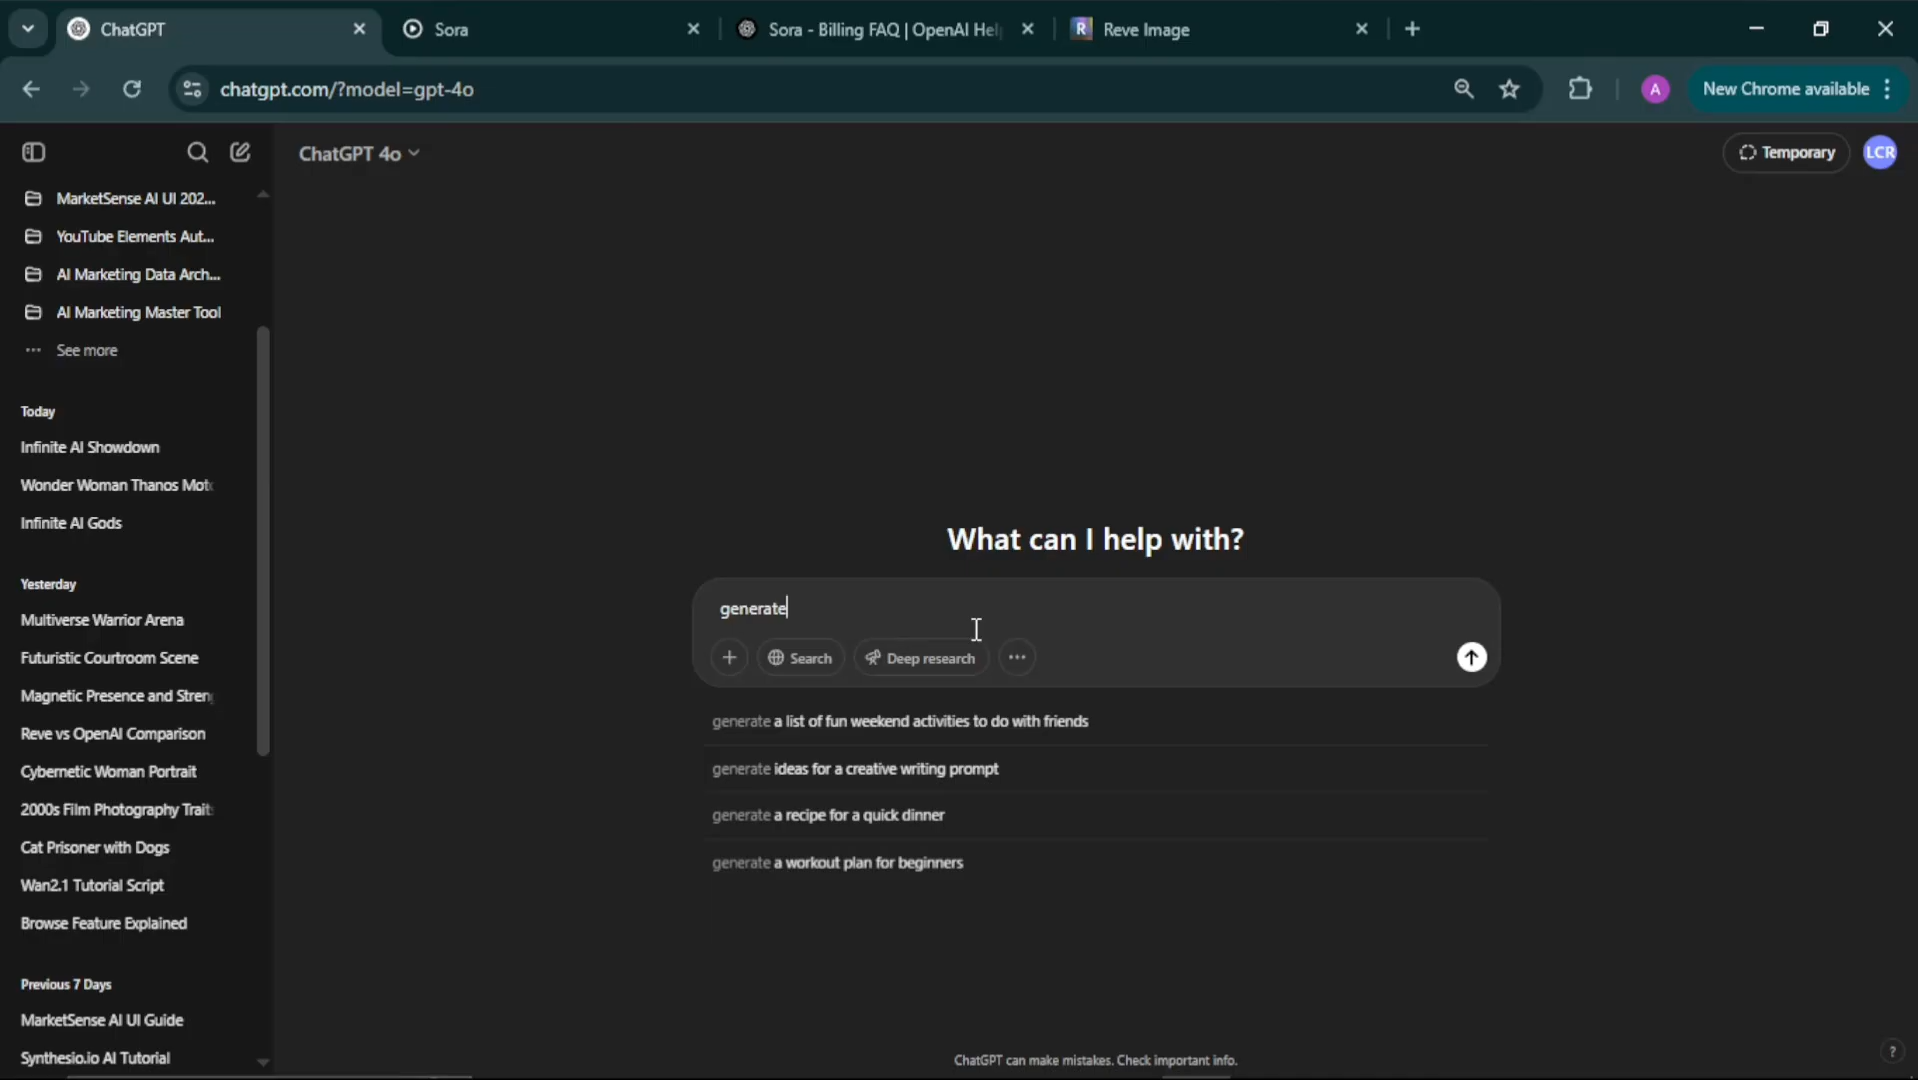 ChatGPT
Sora
Sora - Billing FAQ | OpenAI Hel
R Reve Image
chatgpt.com/?model=gpt-4o
A
New Chrome available
ChatGPT 4o
Temporary
LCR
MarketSense AI UI 202...
YouTube Elements Aut...
AI Marketing Data Arch...
AI Marketing Master Tool
See more
Today
Infinite AI Showdown
Wonder Woman Thanos Moto
Infinite AI Gods
Yesterday
Multiverse Warrior Arena
Futuristic Courtroom Scene
Magnetic Presence and Streng
Reve vs OpenAI Comparison
Cybernetic Woman Portrait
2000s Film Photography Traits
Cat Prisoner with Dogs
Wan2.1 Tutorial Script
Browse Feature Explained
Previous 7 Days
MarketSense AI UI Guide
Synthesio.io AI Tutorial
What can I help with?
generate
Search
Deep research
generate a list of fun weekend activities to do with friends
generate ideas for a creative writing prompt
generate a recipe for a quick dinner
generate a workout plan for beginners
ChatGPT can make mistakes. Check important info.
?